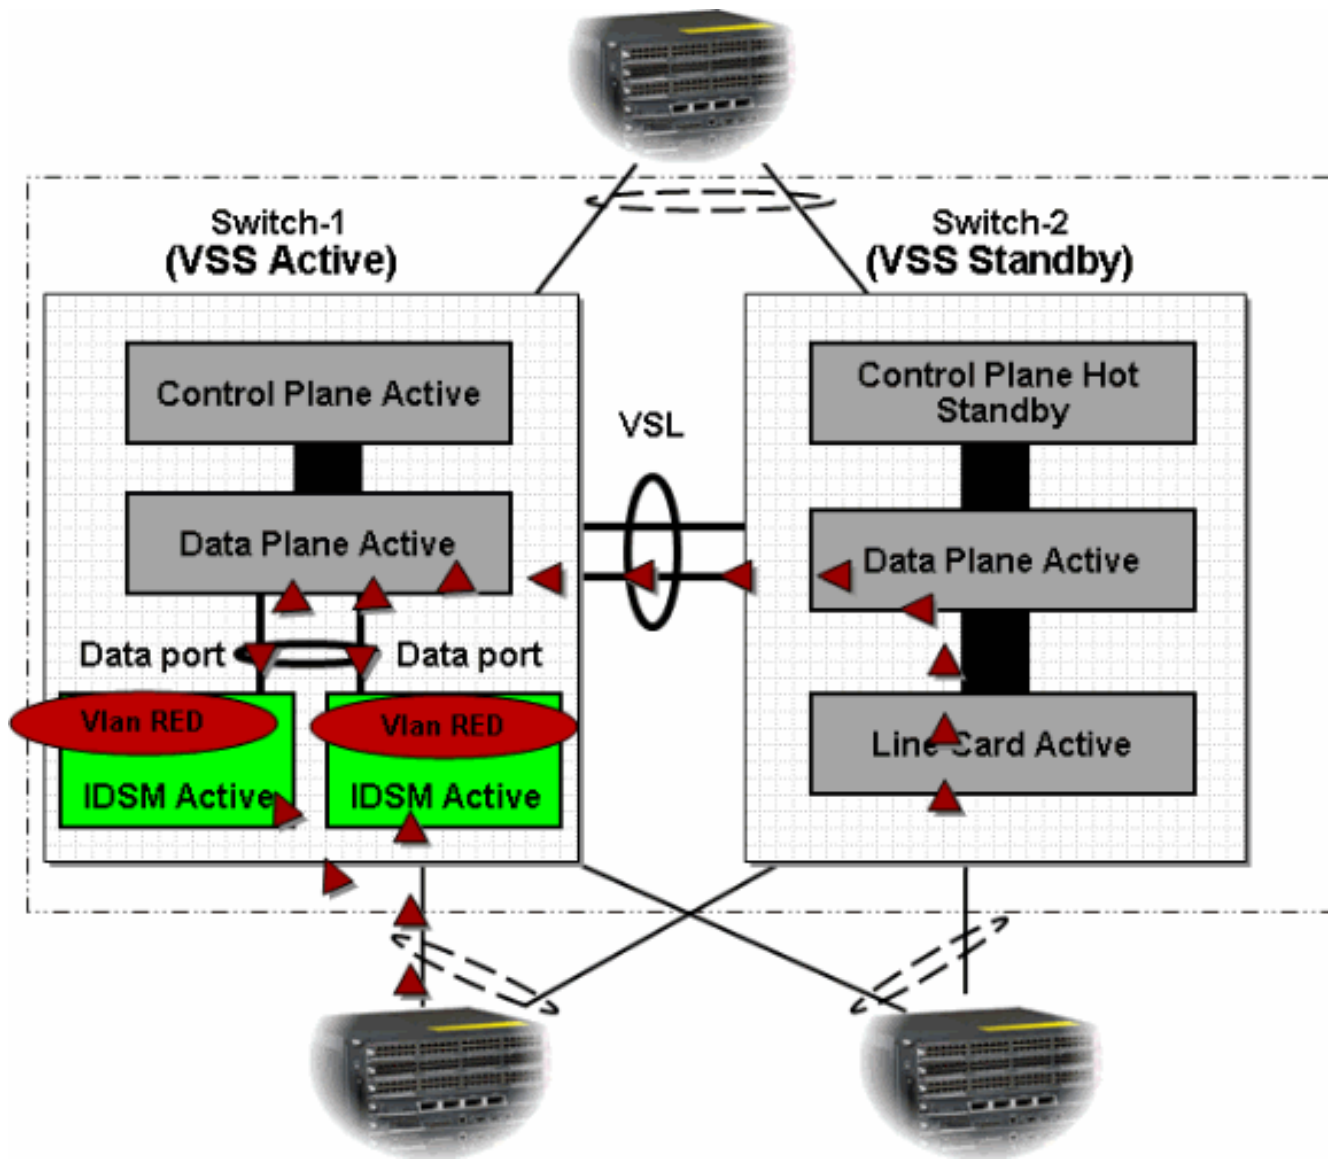 Switch-1
(VSS Active)
Switch-2
(VSS Standby)
Control Plane Active
Control Plane Hot
Standby
VSL
Data Plane Active
Data Plane Active
Data port
Data port
Vlan RED
Vlan RED
Line Card Active
IDSM Active
IDSM Active